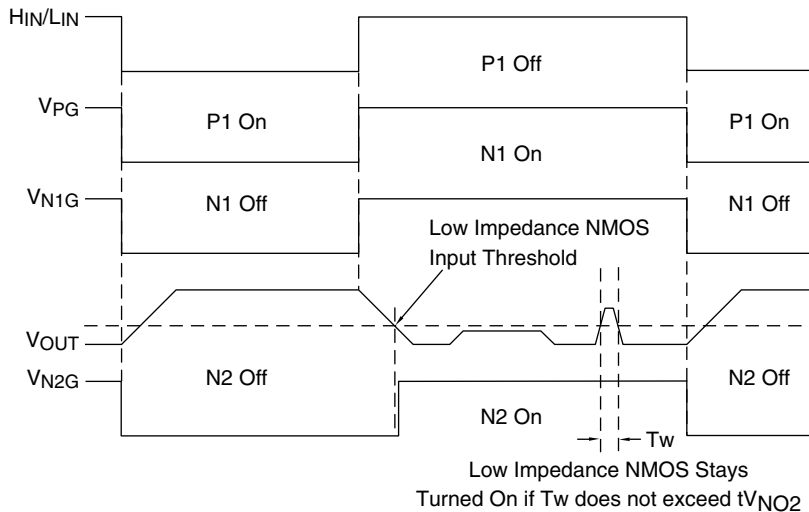 HIN/LIN
P1 Off
VPG
P1 On
P1 On
N1 On
VN1G
N1 Off
N1 Off
Low Impedance NMOS
Input Threshold
VOUT
VN2G
N2 Off
N2 Off
N2 On
Tw
Low Impedance NMOS Stays
Turned On if Tw does not exceed tVNO2